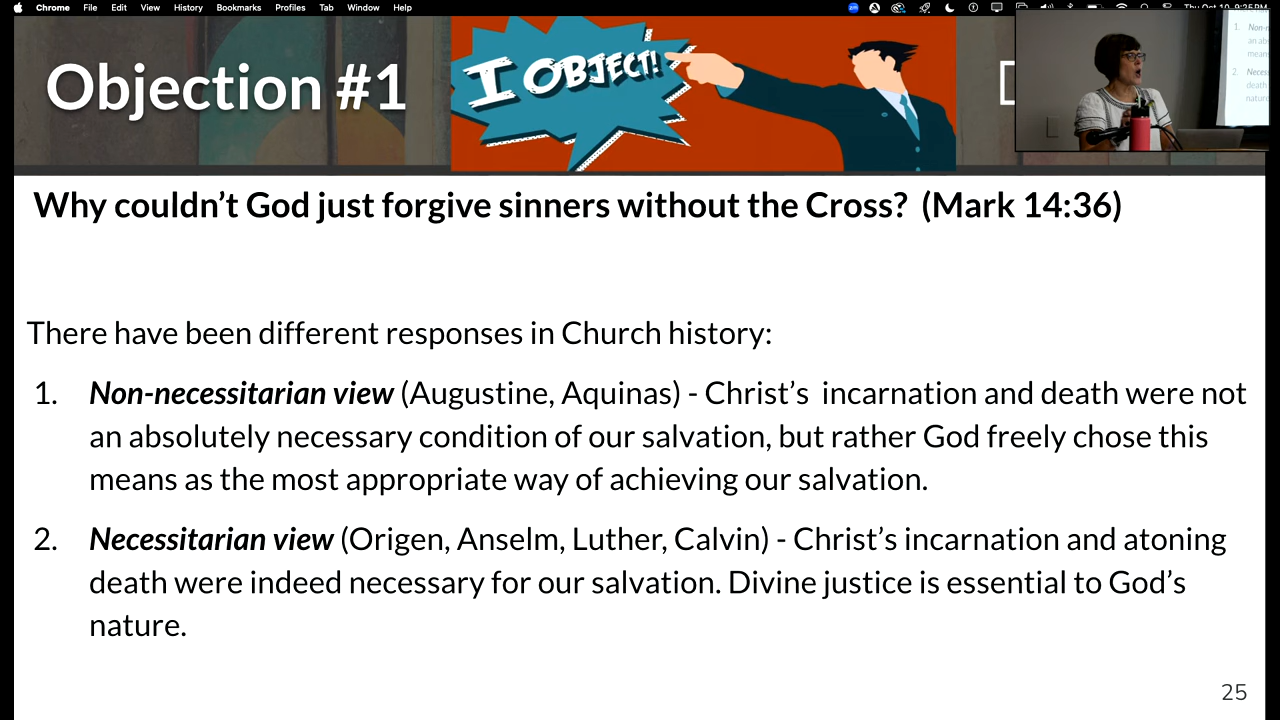 Chrome File Edit View History Bookmarks Profiles Tab Window Help
Objection #1
I OBJECT!
Why couldn’t God just forgive sinners without the Cross?  (Mark 14:36)
There have been different responses in Church history:
1. Non-necessitarian view (Augustine, Aquinas) - Christ’s  incarnation and death were not
an absolutely necessary condition of our salvation, but rather God freely chose this
means as the most appropriate way of achieving our salvation.
2. Necessitarian view (Origen, Anselm, Luther, Calvin) - Christ’s incarnation and atoning
death were indeed necessary for our salvation. Divine justice is essential to God’s
nature.
25